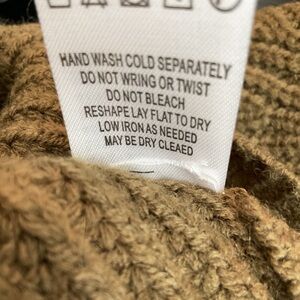 HAND WASH COLD SEPARATELY
DO NOT WRING OR TWIST
DO NOT BLEACH
RESHAPE LAY FLAT TO DRY
LOW IRON AS NEEDED
MAY BE DRY CLEAED